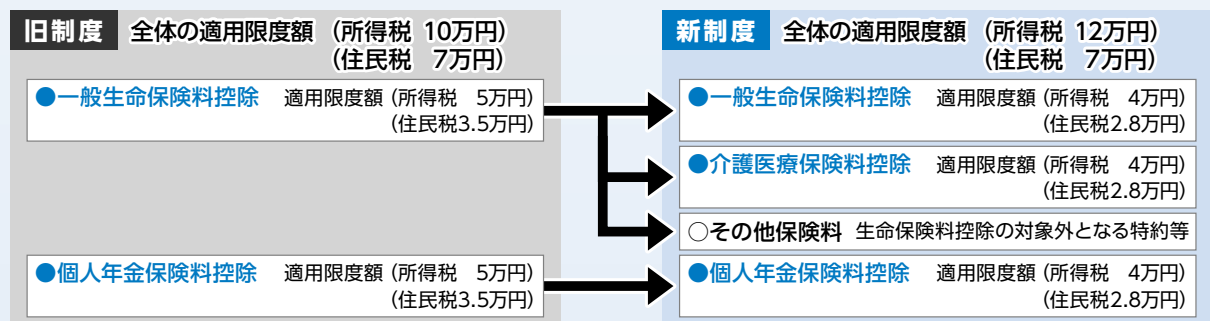 旧制度 全体の適用限度額 (所得税 10万円)
(住民税 7万円)
●一般生命保険料控除 適用限度額(所得税 5万円)
(住民税3.5万円)
●個人年金保険料控除 適用限度額(所得税 5万円)
(住民税3.5万円)
新制度 全体の適用限度額 (所得税 12万円)
(住民税 7万円)
●一般生命保険料控除 適用限度額(所得税 4万円)
(住民税2.8万円)
●介護医療保険料控除 適用限度額(所得税 4万円)
(住民税2.8万円)
○その他保険料 生命保険料控除の対象外となる特約等
●個人年金保険料控除 適用限度額(所得税 4万円)
(住民税2.8万円)